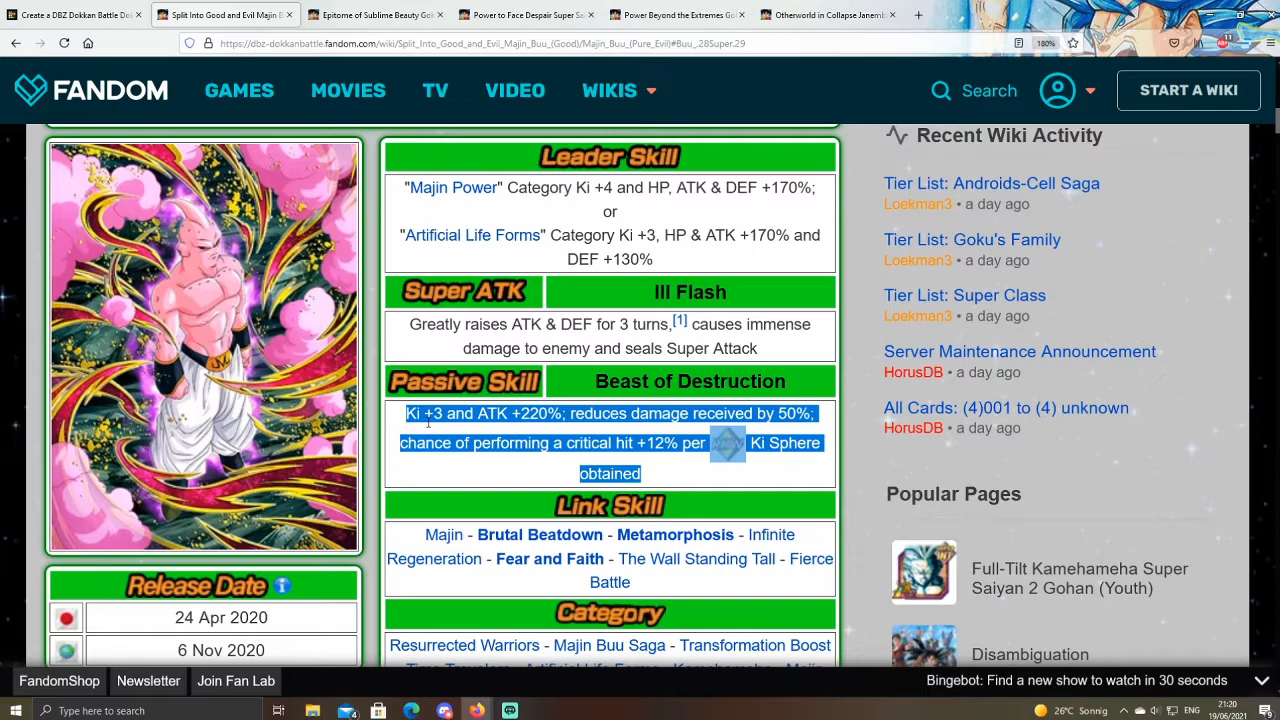 Create a DBZ Dokkan Battle Dok
Split Into Good and Evil Majin B
Epitome of Sublime Beauty Gok
Power to Face Despair Super Sa
Power Beyond the Extremes Go
Otherworld in Collapse Janemb
https://dbz-dokkanbattle.fandom.com/wiki/Split_Into_Good_and_Evil_Majin_Buu_(Good)/Majin_Buu_(Pure_Evil)#Buu_.28Super.29
180%
11
FANDOM
GAMES
MOVIES
TV
VIDEO
WIKIS
Search
START A WIKI
Leader Skill
"Majin Power" Category Ki +4 and HP, ATK & DEF +170%;
or
"Artificial Life Forms" Category Ki +3, HP & ATK +170% and
DEF +130%
Super ATK
Ill Flash
Greatly raises ATK & DEF for 3 turns,[1] causes immense
damage to enemy and seals Super Attack
Passive Skill
Beast of Destruction
Ki +3 and ATK +220%; reduces damage received by 50%;
chance of performing a critical hit +12% per Ki Sphere
obtained
Link Skill
Majin - Brutal Beatdown - Metamorphosis - Infinite
Regeneration - Fear and Faith - The Wall Standing Tall - Fierce
Battle
Category
Resurrected Warriors - Majin Buu Saga - Transformation Boost
Time Travelers - Artificial Life Forms - Kamehameha - Majin
Release Date
24 Apr 2020
6 Nov 2020
Recent Wiki Activity
Tier List: Androids-Cell Saga
Loekman3 • a day ago
Tier List: Goku's Family
Loekman3 • a day ago
Tier List: Super Class
Loekman3 • a day ago
Server Maintenance Announcement
HorusDB • a day ago
All Cards: (4)001 to (4) unknown
HorusDB • a day ago
Popular Pages
Full-Tilt Kamehameha Super
Saiyan 2 Gohan (Youth)
Disambiguation
FandomShop
Newsletter
Join Fan Lab
Bingebot: Find a new show to watch in 30 seconds
Type here to search
26°C Sonnig
ENG
21:20
19/06/2021